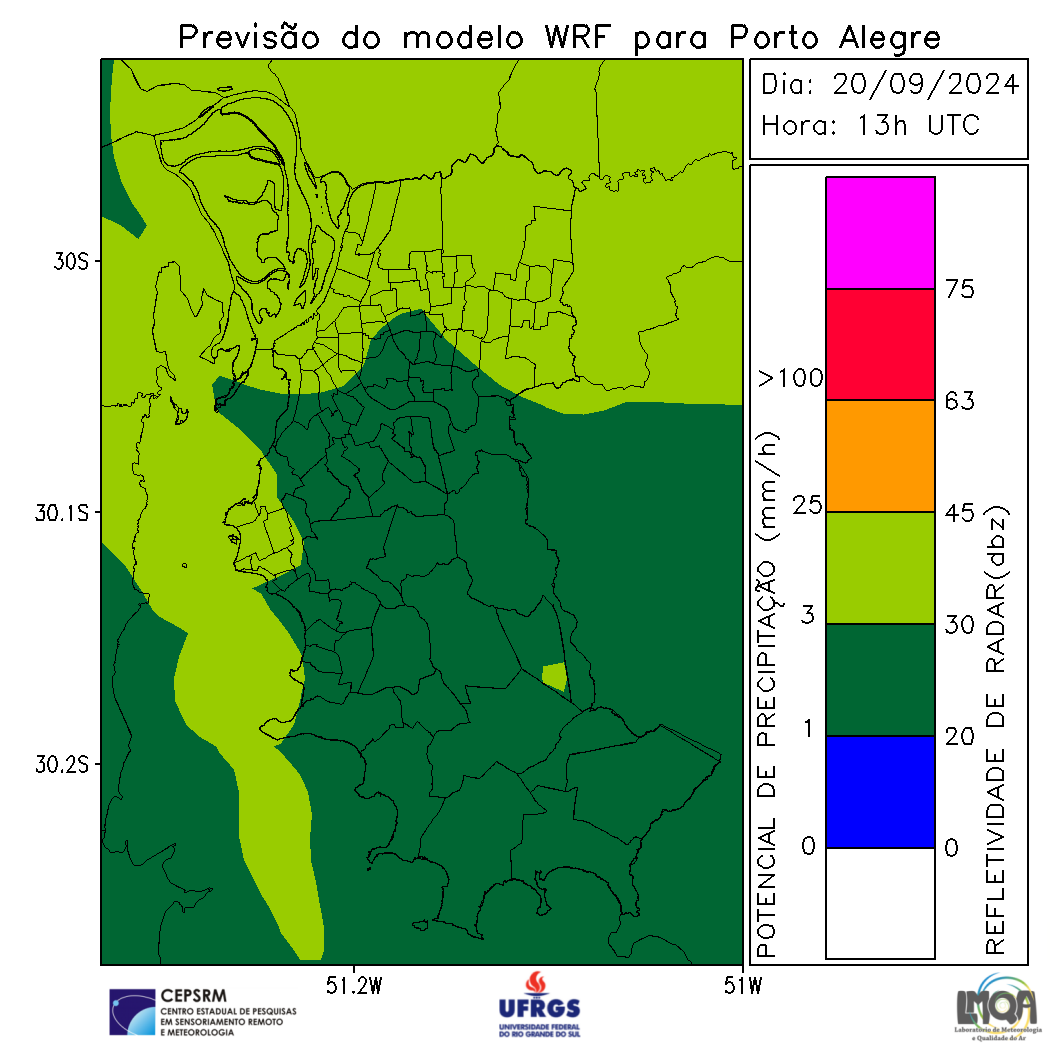 Previsão do modelo WRF para Porto Alegre
Dia: 20/09/2024
Hora: 13h UTC
30S
30.1S
30.2S
51.2W
51W
POTENCIAL DE PRECIPITAÇÃO (mm/h)
>100
25
3
1
0
75
63
45
30
20
0
REFLETIVIDADE DE RADAR(dbz)
CEPSRM
CENTRO ESTADUAL DE PESQUISAS
EM SENSORIAMENTO REMOTO
E METEOROLOGIA
UFRGS
UNIVERSIDADE FEDERAL
DO RIO GRANDE DO SUL
LMQA
Laboratório de Meteorologia
e Qualidade do Ar